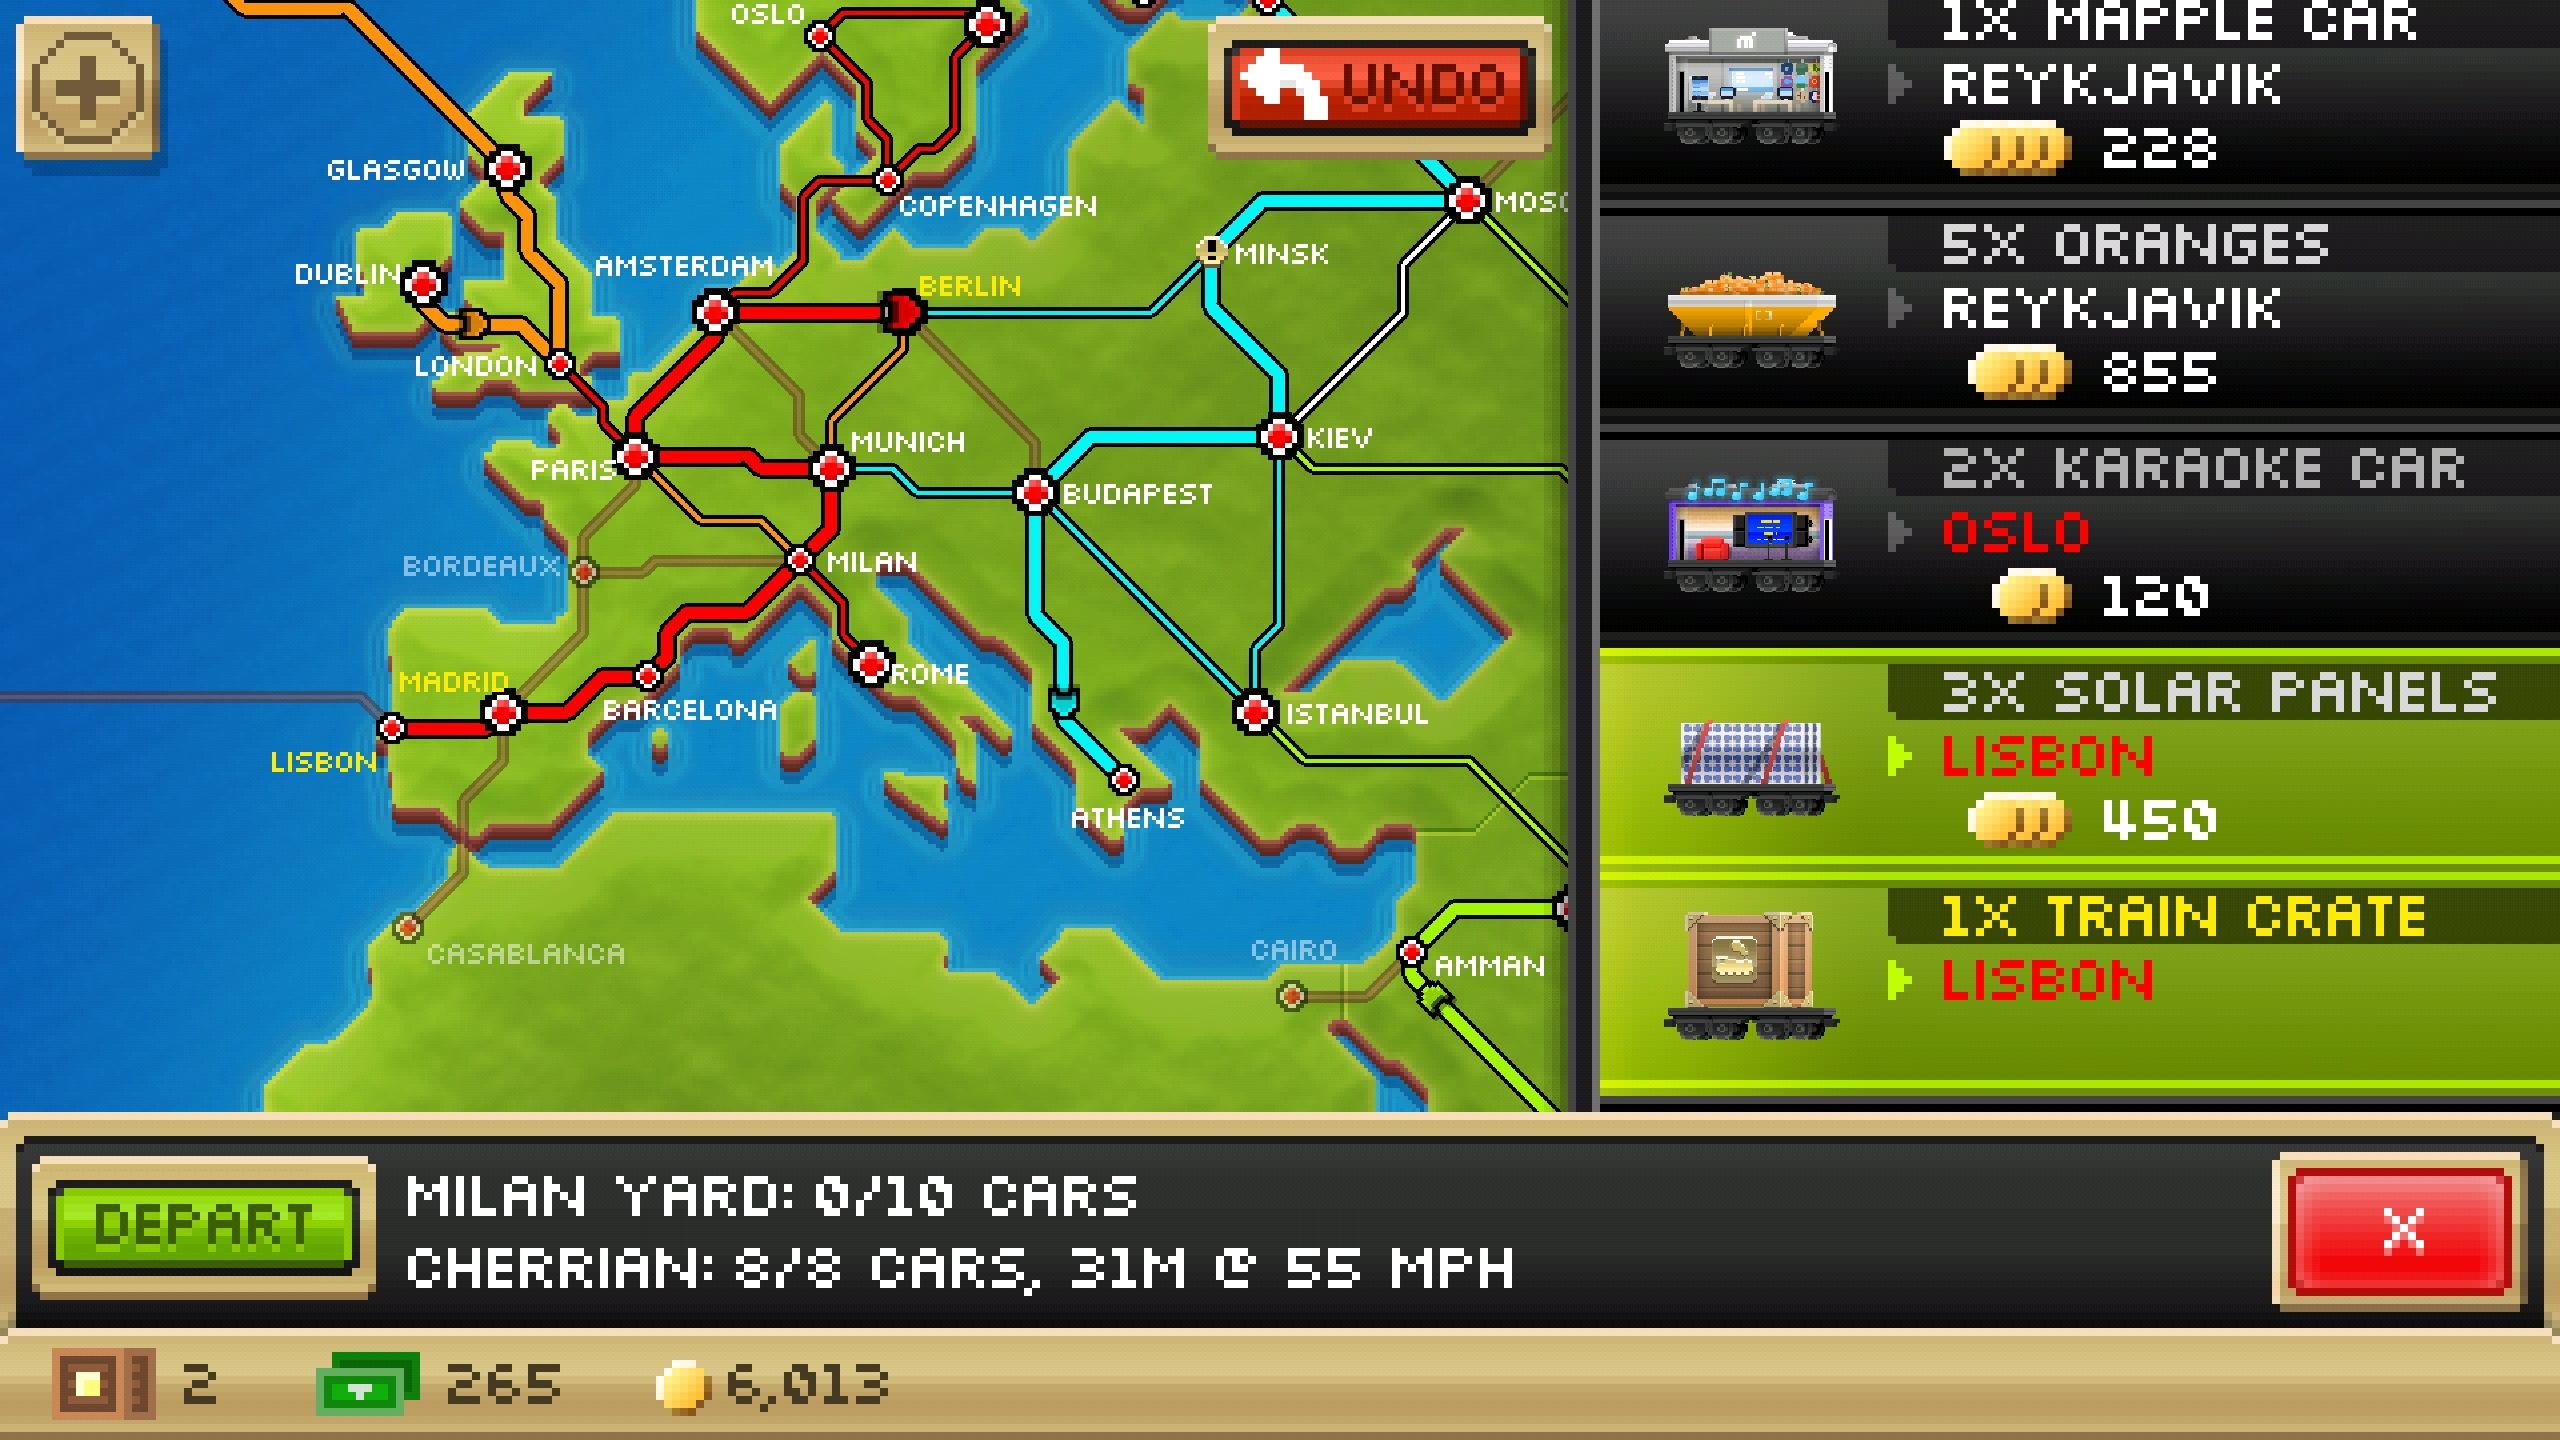 OSLO
UNDO
GLASGOW
COPENHAGEN
MOSC
MINSK
AMSTERDAM
DUBLIN
BERLIN
LONDON
MUNICH
KIEV
PARIS
BUDAPEST
BORDEAUX
MILAN
MADRID
ROME
BARCELONA
ISTANBUL
LISBON
ATHENS
CASABLANCA
CAIRO
AMMAN
1X MAPPLE CAR
m
REYKJAVIK
228
5X ORANGES
REYKJAVIK
855
2X KARAOKE CAR
OSLO
120
3X SOLAR PANELS
LISBON
450
1X TRAIN CRATE
LISBON
DEPART
MILAN YARD: 0/10 CARS
CHERRIAN: 8/8 CARS, 31M @ 55 MPH
X
2
265
6,013